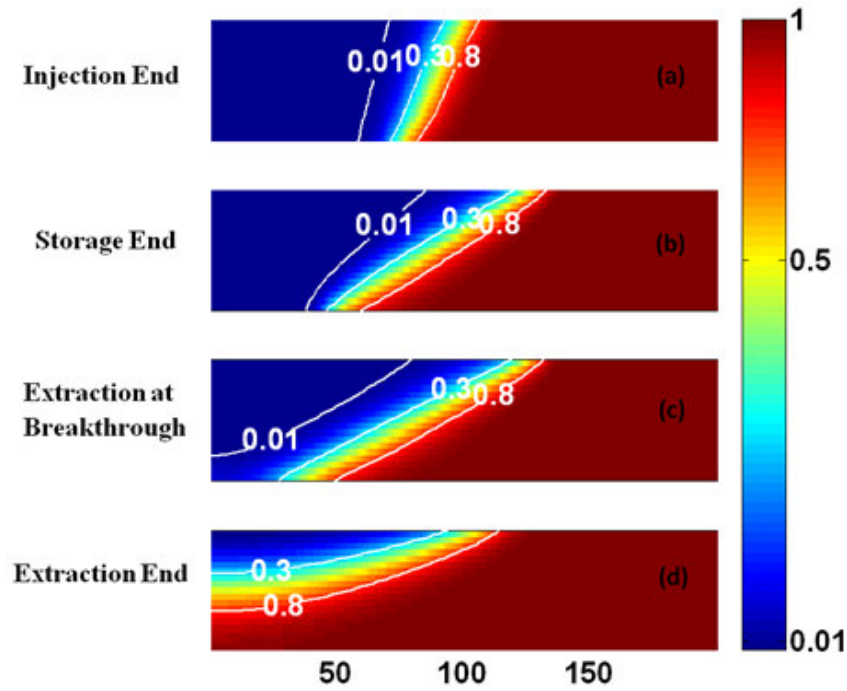 Injection End
0.01
0.3
0.8
(a)
1
Storage End
0.01
0.3
0.8
(b)
0.5
Extraction at
Breakthrough
0.01
0.3
0.8
(c)
Extraction End
0.3
0.8
(d)
0.01
50 100 150